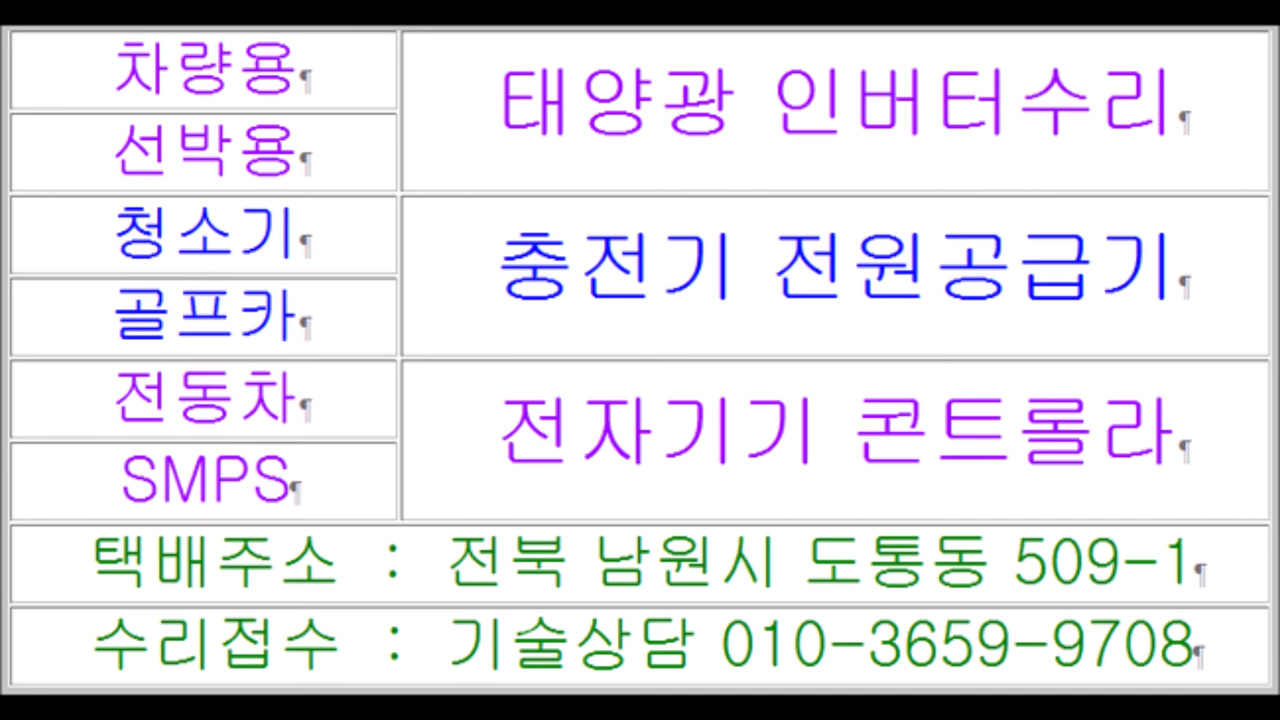 차량용
태양광 인버터수리
선박용
청소기
충전기 전원공급기
골프카
전동차
전자기기 콘트롤라
SMPS
택배주소 : 전북 남원시 도통동 509-1
수리접수 : 기술상담 010-3659-9708